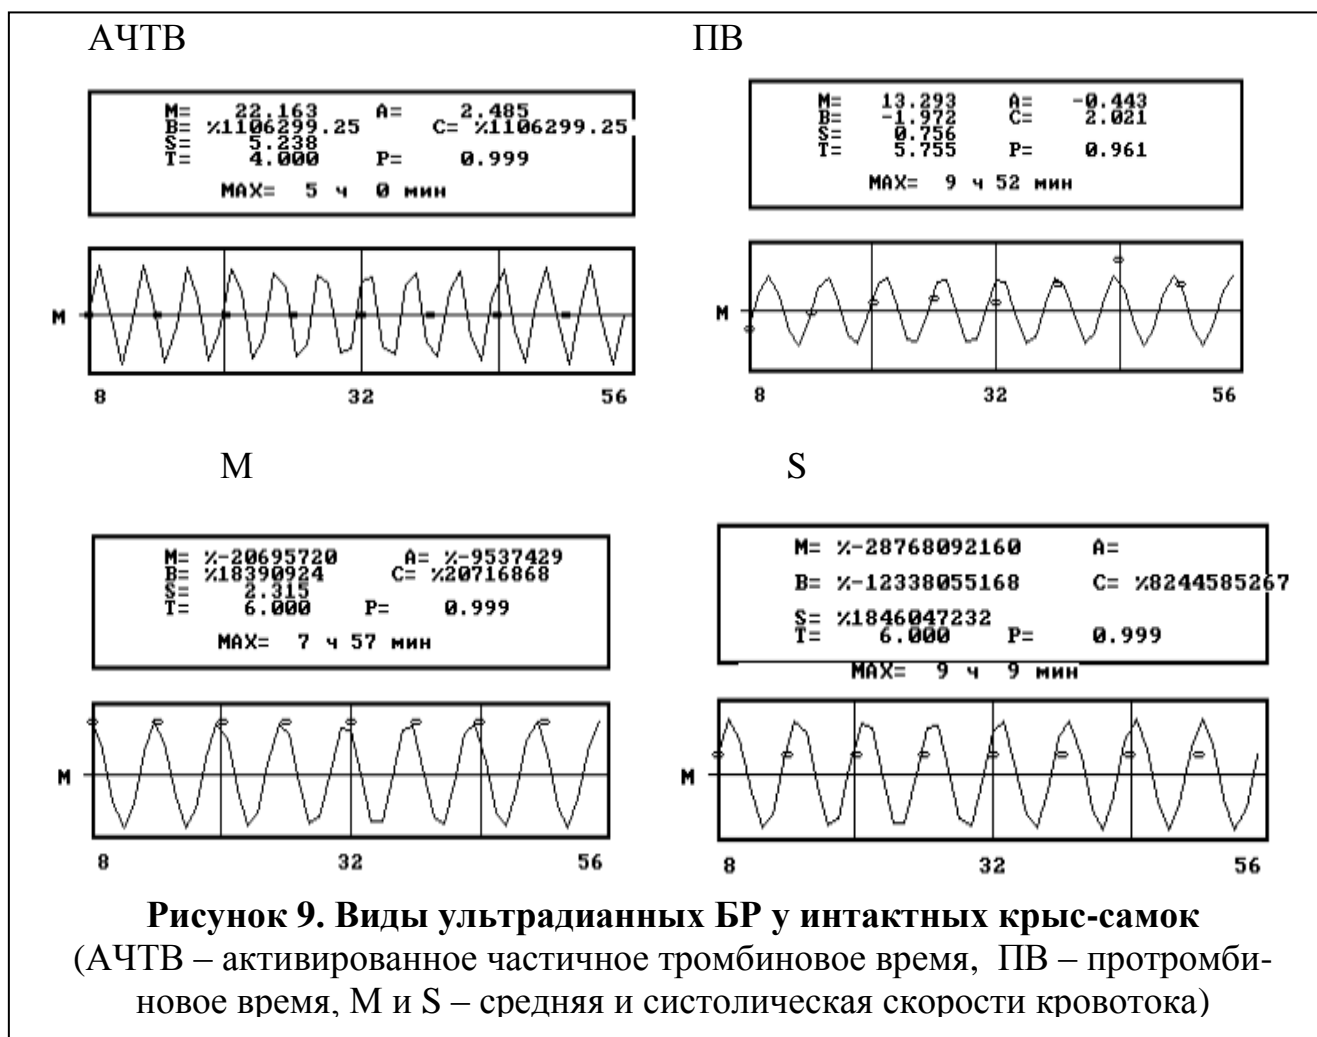 АЧТВ
M= 22.163 A= 2.485
B= %1106299.25 C= %1106299.25
S= 5.238
T= 4.000 P= 0.999
MAX= 5 ч 0 мин
M
8 32 56
ПВ
M= 13.293 A= -0.443
B= -1.972 C= 2.021
S= 0.756
T= 5.755 P= 0.961
MAX= 9 ч 52 мин
M
8 32 56
М
M= %-20695720 A= %-9537429
B= %18390924 C= %20716868
S= 2.315
T= 6.000 P= 0.999
MAX= 7 ч 57 мин
M
8 32 56
S
M= %-28768092160 A=
B= %-12338055168 C= %8244585267
S= %1846047232
T= 6.000 P= 0.999
MAX= 9 ч 9 мин
M
8 32 56
Рисунок 9. Виды ультрадианных БР у интактных крыс-самок
(АЧТВ – активированное частичное тромбиновое время, ПВ – протромби-
новое время, М и S – средняя и систолическая скорости кровотока)